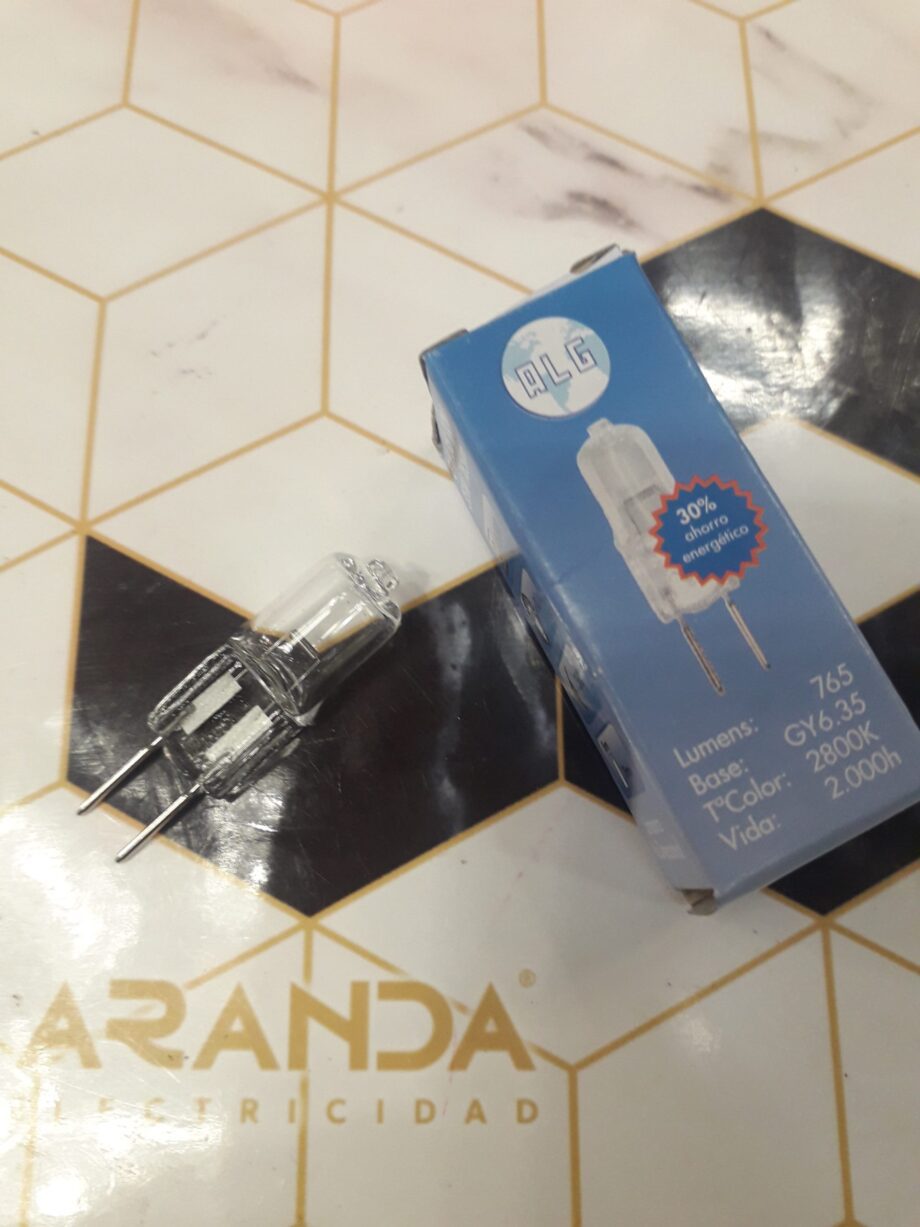 ALG
30%
ahorro
energético
Lumens: 765
Base: GY6.35
TºColor: 2800K
Vida: 2.000h
ARANDA®
ELECTRICIDAD